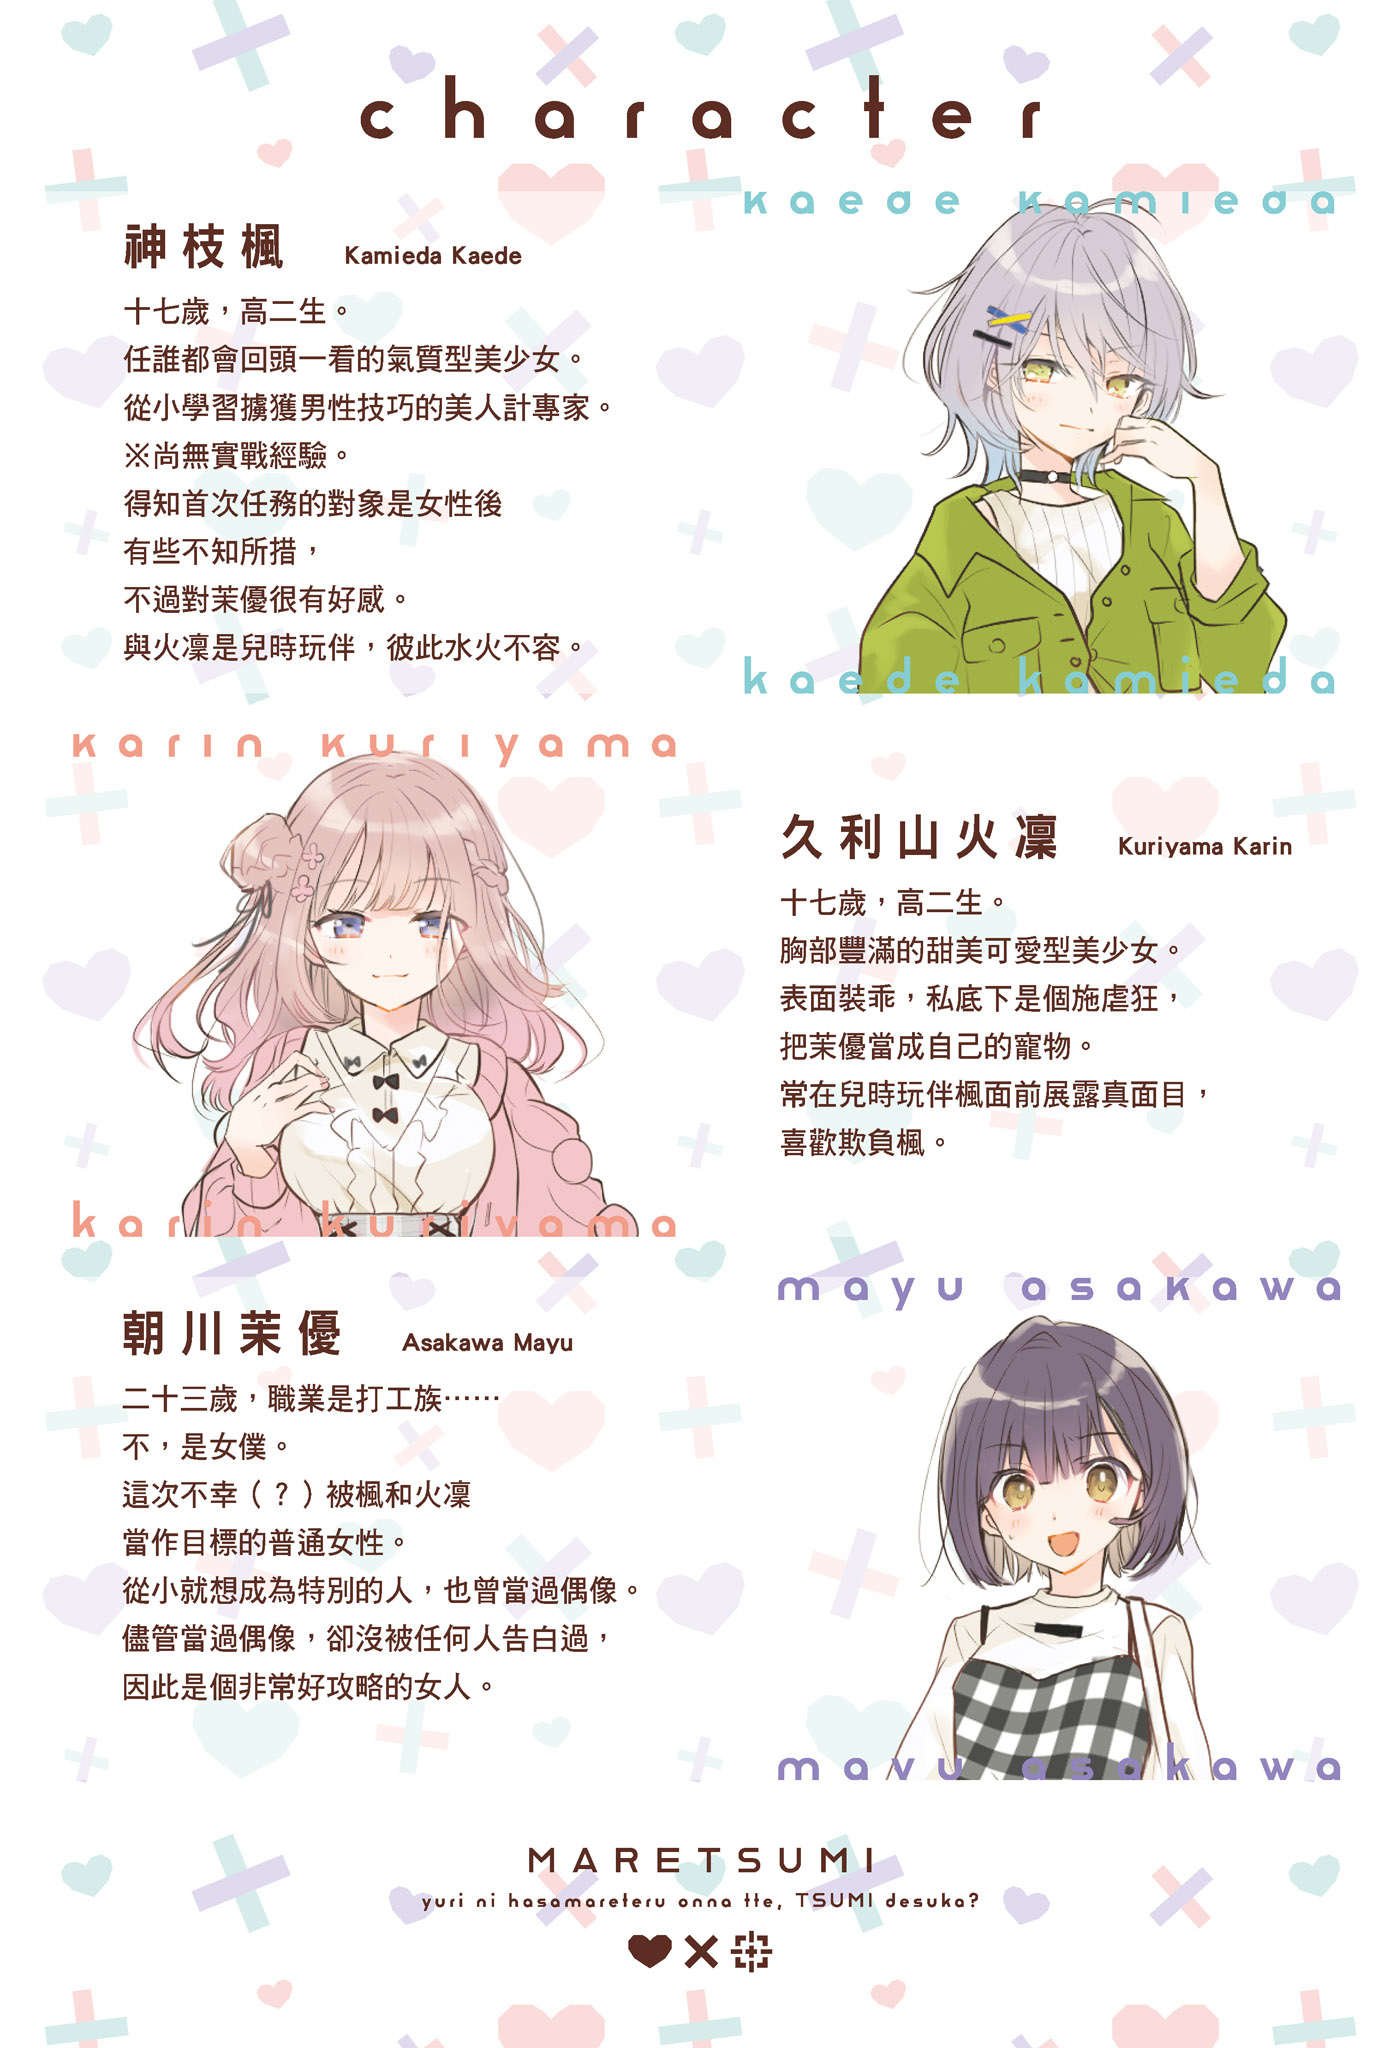 character
kaede kamieda
神枝楓 Kamieda Kaede
十七歲，高二生。
任誰都會回頭一看的氣質型美少女。
從小學習擄獲男性技巧的美人計專家。
※尚無實戰經驗。
得知首次任務的對象是女性後
有些不知所措，
不過對茉優很有好感。
與火凜是兒時玩伴，彼此水火不容。
kaede kamieda
karin kuriyama
久利山火凜 Kuriyama Karin
十七歲，高二生。
胸部豐滿的甜美可愛型美少女。
表面裝乖，私底下是個施虐狂，
把茉優當成自己的寵物。
常在兒時玩伴楓面前展露真面目，
喜歡欺負楓。
karin kuriyama
mayu asakawa
朝川茉優 Asakawa Mayu
二十三歲，職業是打工族……
不，是女僕。
這次不幸（？）被楓和火凜
當作目標的普通女性。
從小就想成為特別的人，也曾當過偶像。
儘管當過偶像，卻沒被任何人告白過，
因此是個非常好攻略的女人。
mayu asakawa
MARETSUMI
yuri ni hasamareteru onna tte, TSUMI desuka?